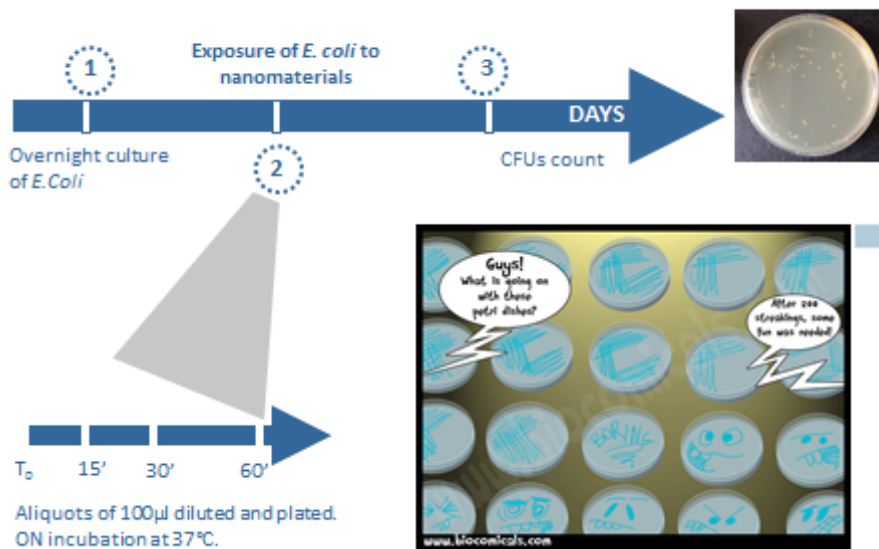 1
Exposure of E. coli to
nanomaterials
3
DAYS
Overnight culture
of E.Coli
2
CFUs count
Guys!
What is going on
with these
petri dishes?
After 200
streakings, some
fun was needed!
BORING
T₀
15’
30’
60’
Aliquots of 100µl diluted and plated.
ON incubation at 37°C.
www.biocomicals.com